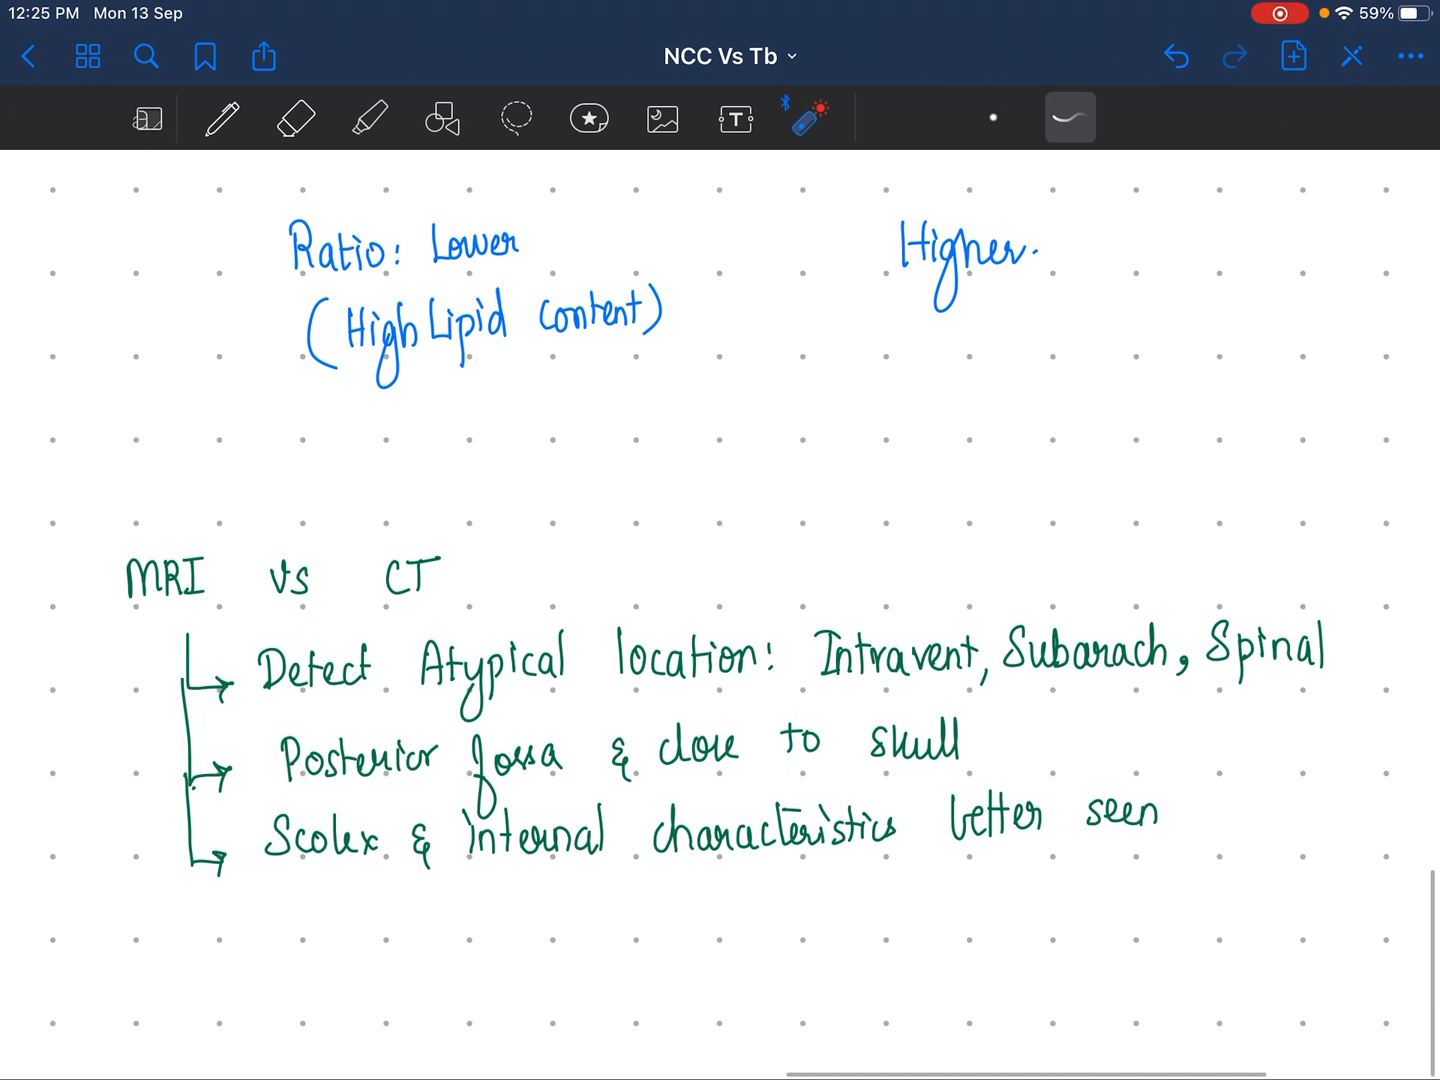 12:25 PM Mon 13 Sep 59%
NCC Vs Tb
Ratio: Lower Higher.
(High Lipid content)
MRI vs CT
Detect Atypical location: Intravent, Subarach, Spinal
Posterior fossa & close to skull
Scolex & internal characteristics better seen